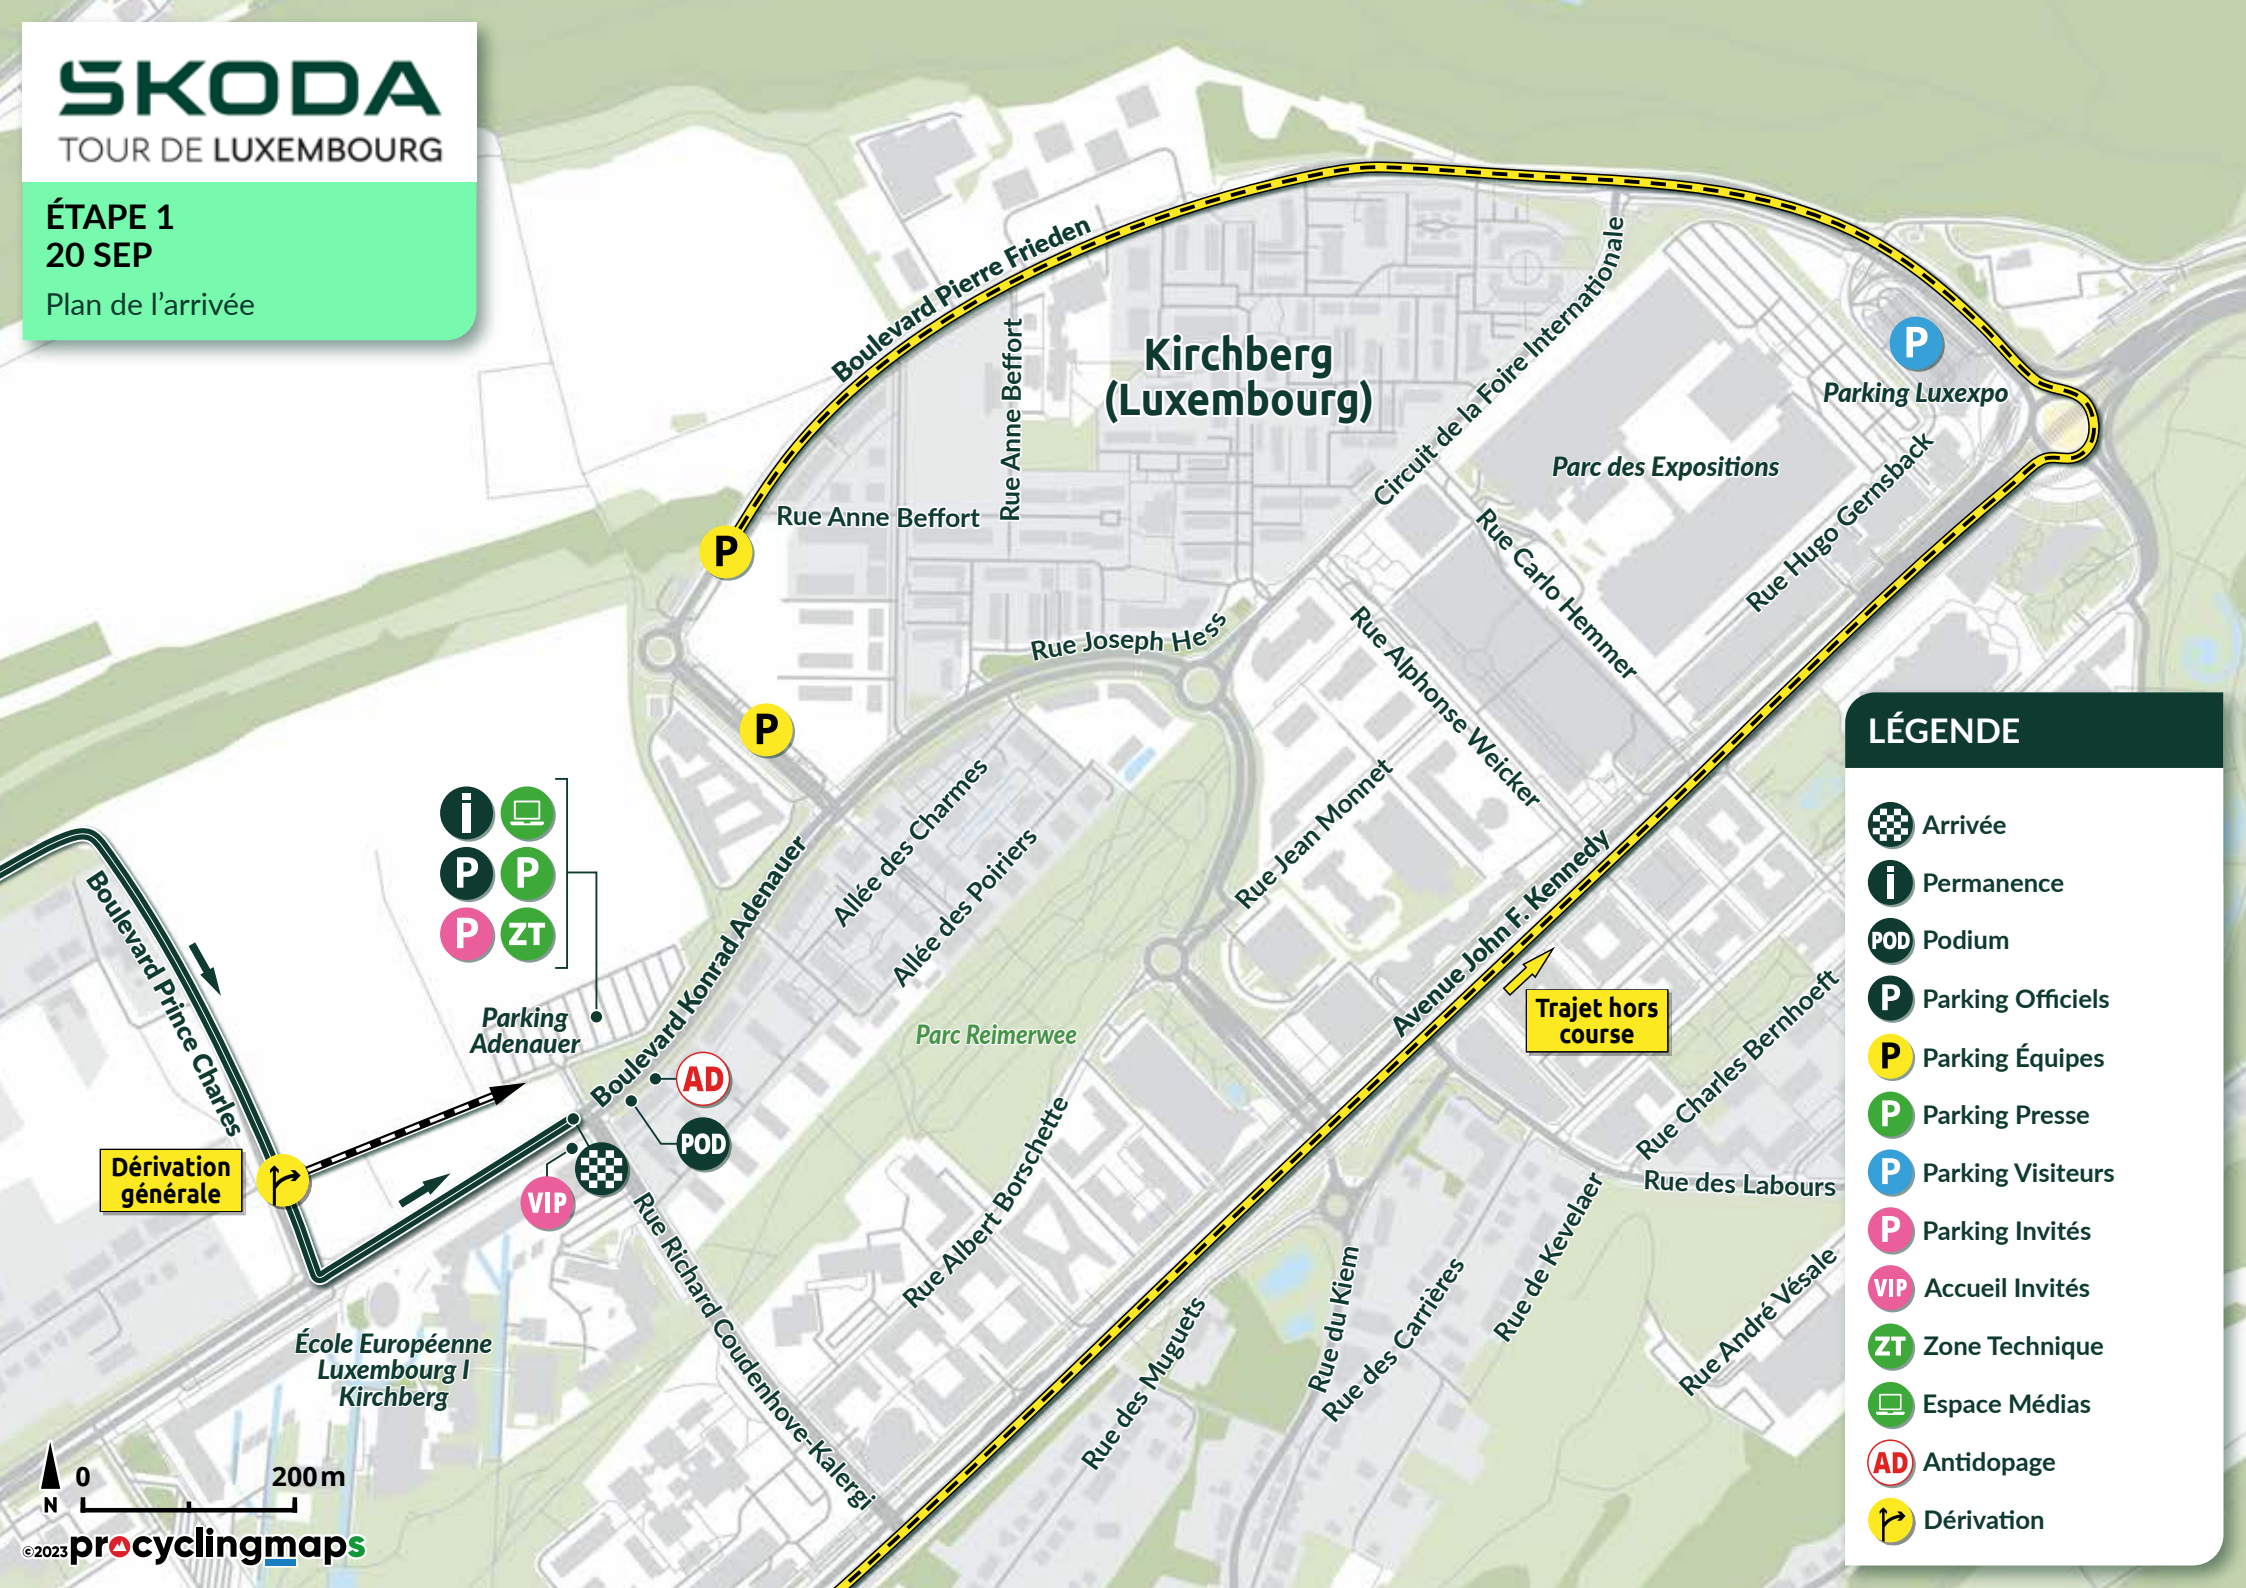 SKODA
TOUR DE LUXEMBOURG
ÉTAPE 1
20 SEP
Plan de l’arrivée
Boulevard Pierre Frieden
Kirchberg
(Luxembourg)
Circuit de la Foire Internationale
P
Parking Luxexpo
Rue Anne Beffort
Rue Anne Beffort
Parc des Expositions
P
Rue Hugo Gernsback
Rue Carlo Hemmer
Rue Joseph Hess
Rue Alphonse Weicker
P
Rue Jean Monnet
Allée des Charmes
Allée des Poiriers
Boulevard Konrad Adenauer
Avenue John F. Kennedy
i
P
P
P
ZT
Boulevard Prince Charles
Parking
Adenauer
Parc Reimerwee
Trajet hors
course
AD
POD
VIP
Dérivation
générale
Rue Charles Bernhoeft
Rue des Labours
Rue Albert Borschette
Rue Richard Coudenhove-Kalergi
Rue de Kevelaer
Rue du Kiem
Rue des Carrières
Rue des Muguets
Rue André Vésale
École Européenne
Luxembourg I
Kirchberg
0 200 m
N
©2023 procyclingmaps
LÉGENDE
Arrivée
i Permanence
POD Podium
P Parking Officiels
P Parking Équipes
P Parking Presse
P Parking Visiteurs
P Parking Invités
VIP Accueil Invités
ZT Zone Technique
Espace Médias
AD Antidopage
Dérivation